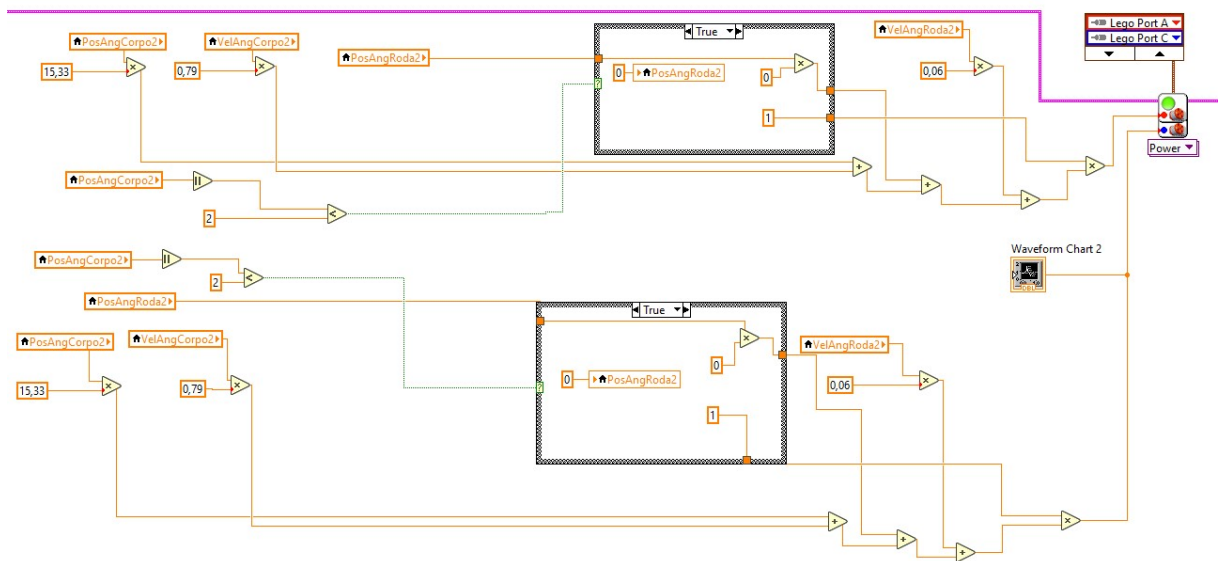 Lego Port A
Lego Port C
PosAngCorpo2
VelAngCorpo2
True
VelAngRoda2
PosAngRoda2
15,33
0,79
0
PosAngRoda2
0
0,06
1
Power
PosAngCorpo2
2
Waveform Chart 2
PosAngCorpo2
2
PosAngRoda2
True
PosAngCorpo2
VelAngCorpo2
VelAngRoda2
0
0
PosAngRoda2
15,33
0,79
0,06
1